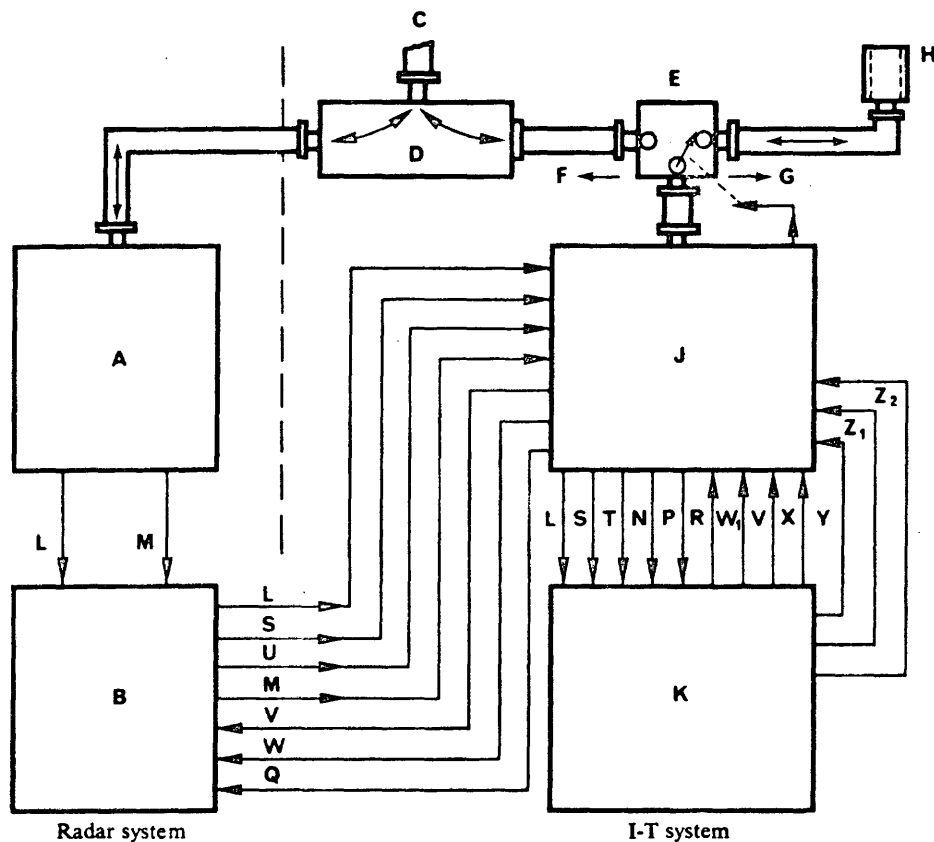 C
H
E
D
F G
A
J
Z₂
Z₁
L M
L S T N P R W₁ V X Y
L
S
U
M
V
W
Q
B
K
Radar system I-T system